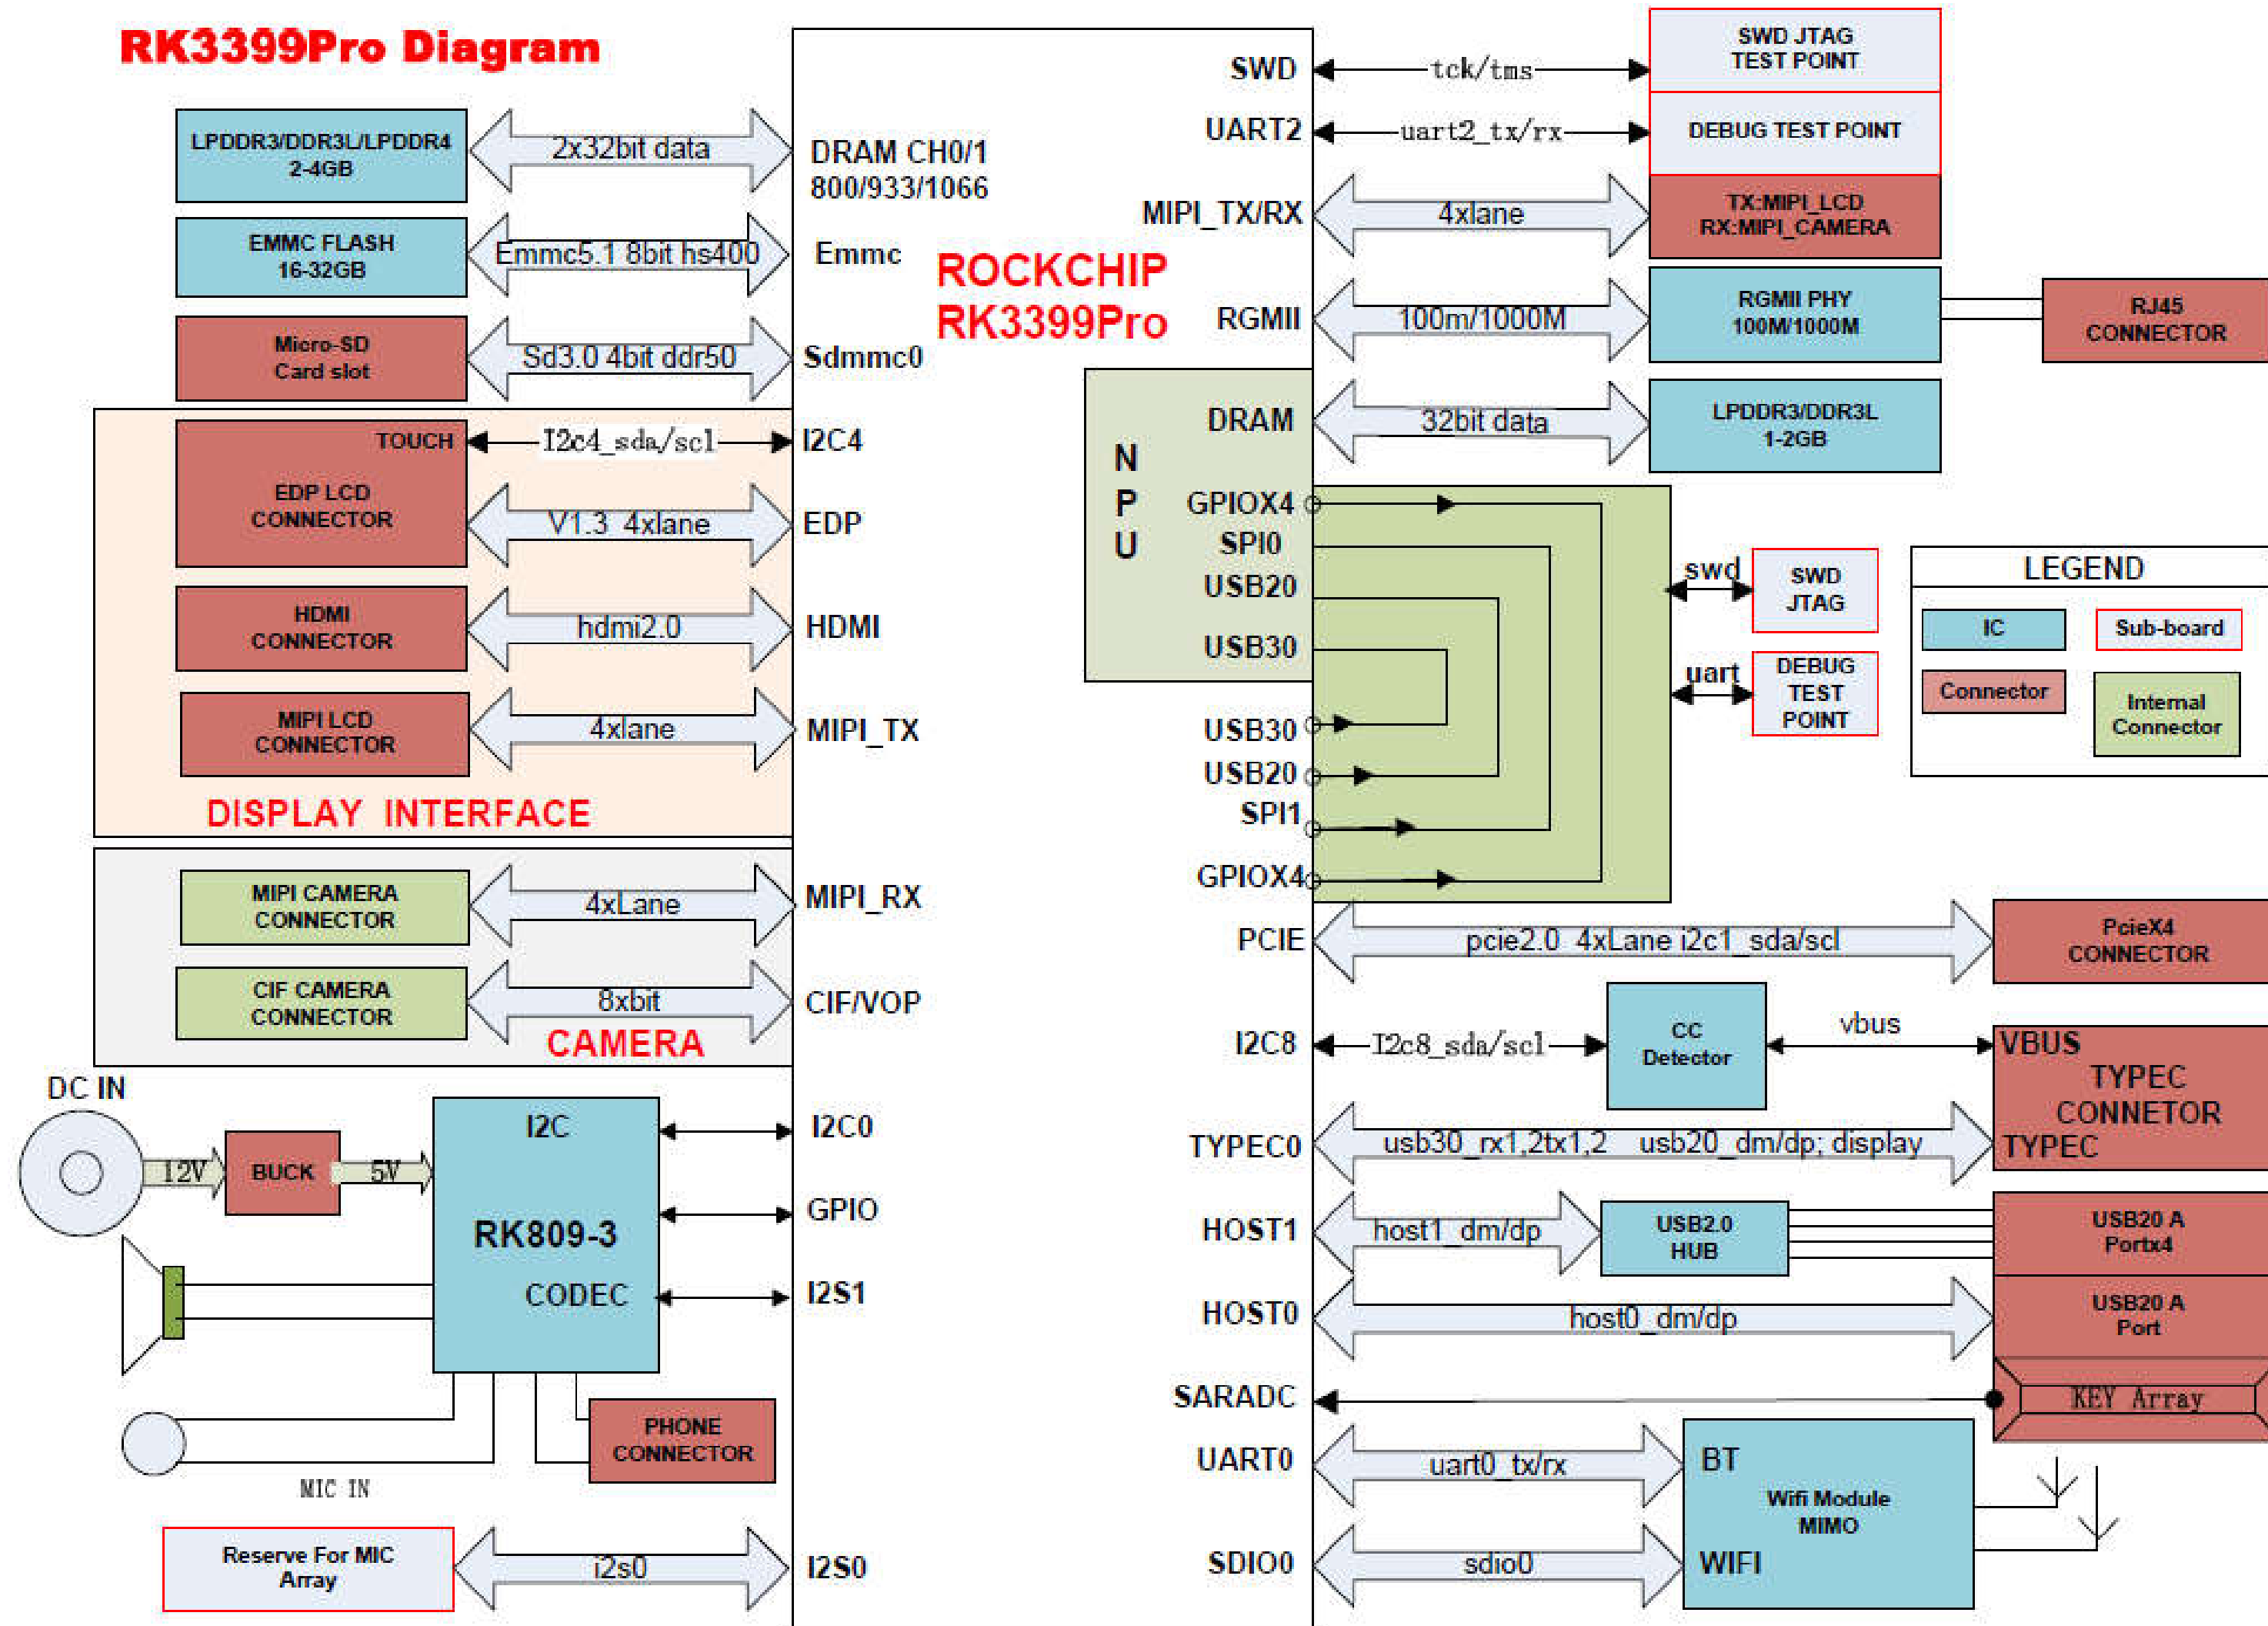 RK3399Pro Diagram
LPDDR3/DDR3L/LPDDR4
2-4GB
2x32bit data
DRAM CH0/1
800/933/1066
EMMC FLASH
16-32GB
Emmc5.1 8bit hs400
Emmc
ROCKCHIP
RK3399Pro
Micro-SD
Card slot
Sd3.0 4bit ddr50
Sdmmc0
TOUCH
I2c4_sda/scl
I2C4
EDP LCD
CONNECTOR
V1.3 4xlane
EDP
HDMI
CONNECTOR
hdmi2.0
HDMI
MIPI LCD
CONNECTOR
4xlane
MIPI_TX
DISPLAY INTERFACE
MIPI CAMERA
CONNECTOR
4xLane
MIPI_RX
CIF CAMERA
CONNECTOR
8xbit
CIF/VOP
CAMERA
DC IN
12V
BUCK
5V
I2C
RK809-3
CODEC
I2C0
GPIO
I2S1
PHONE
CONNECTOR
MIC IN
Reserve For MIC
Array
i2s0
I2S0
SWD
tck/tms
SWD JTAG
TEST POINT
UART2
uart2_tx/rx
DEBUG TEST POINT
MIPI_TX/RX
4xlane
TX:MIPI_LCD
RX:MIPI_CAMERA
RGMII
100m/1000M
RGMII PHY
100M/1000M
RJ45
CONNECTOR
NPU
DRAM
32bit data
LPDDR3/DDR3L
1-2GB
GPIOX4
SPI0
USB20
USB30
USB30
USB20
SPI1
GPIOX4
swd
SWD
JTAG
uart
DEBUG
TEST
POINT
LEGEND
IC
Sub-board
Connector
Internal
Connector
PCIE
pcie2.0 4xLane i2c1_sda/scl
PcieX4
CONNECTOR
I2C8
I2c8_sda/scl
CC
Detector
vbus
VBUS
TYPEC
CONNETOR
TYPEC
TYPEC0
usb30_rx1,2tx1,2 usb20_dm/dp; display
HOST1
host1_dm/dp
USB2.0
HUB
USB20 A
Portx4
HOST0
host0_dm/dp
USB20 A
Port
SARADC
KEY Array
UART0
uart0_tx/rx
BT
Wifi Module
MIMO
SDIO0
sdio0
WIFI